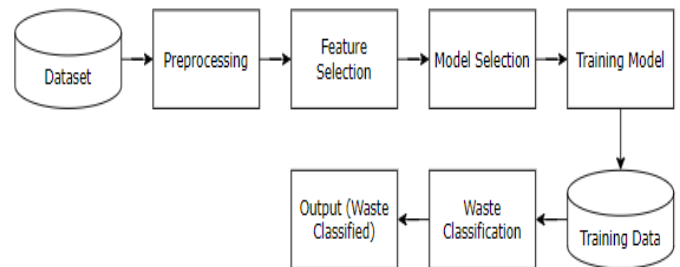 Dataset
Preprocessing
Feature
Selection
Model Selection
Training Model
Training Data
Waste
Classification
Output (Waste
Classified)